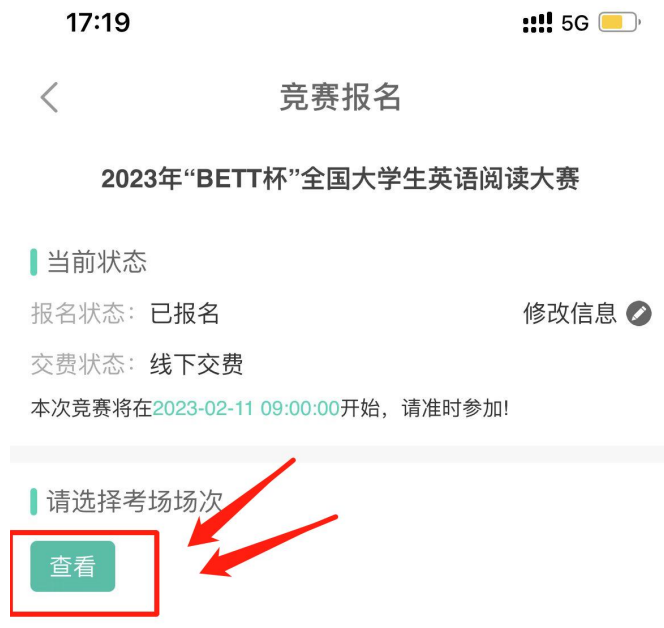 17:19 5G
竞赛报名
2023年“BETT杯”全国大学生英语阅读大赛
当前状态
报名状态：已报名 修改信息
交费状态：线下交费
本次竞赛将在2023-02-11 09:00:00开始，请准时参加!
请选择考场场次
查看